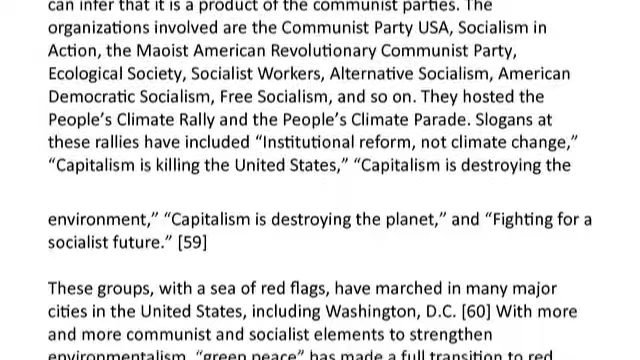 can infer that it is a product of the communist parties. The
organizations involved are the Communist Party USA, Socialism in
Action, the Maoist American Revolutionary Communist Party,
Ecological Society, Socialist Workers, Alternative Socialism, American
Democratic Socialism, Free Socialism, and so on. They hosted the
People’s Climate Rally and the People’s Climate Parade. Slogans at
these rallies have included “Institutional reform, not climate change,”
“Capitalism is killing the United States,” “Capitalism is destroying the
environment,” “Capitalism is destroying the planet,” and “Fighting for a
socialist future.” [59]
These groups, with a sea of red flags, have marched in many major
cities in the United States, including Washington, D.C. [60] With more
and more communist and socialist elements to strengthen
environmentalism, “green peace” has made a full transition to red